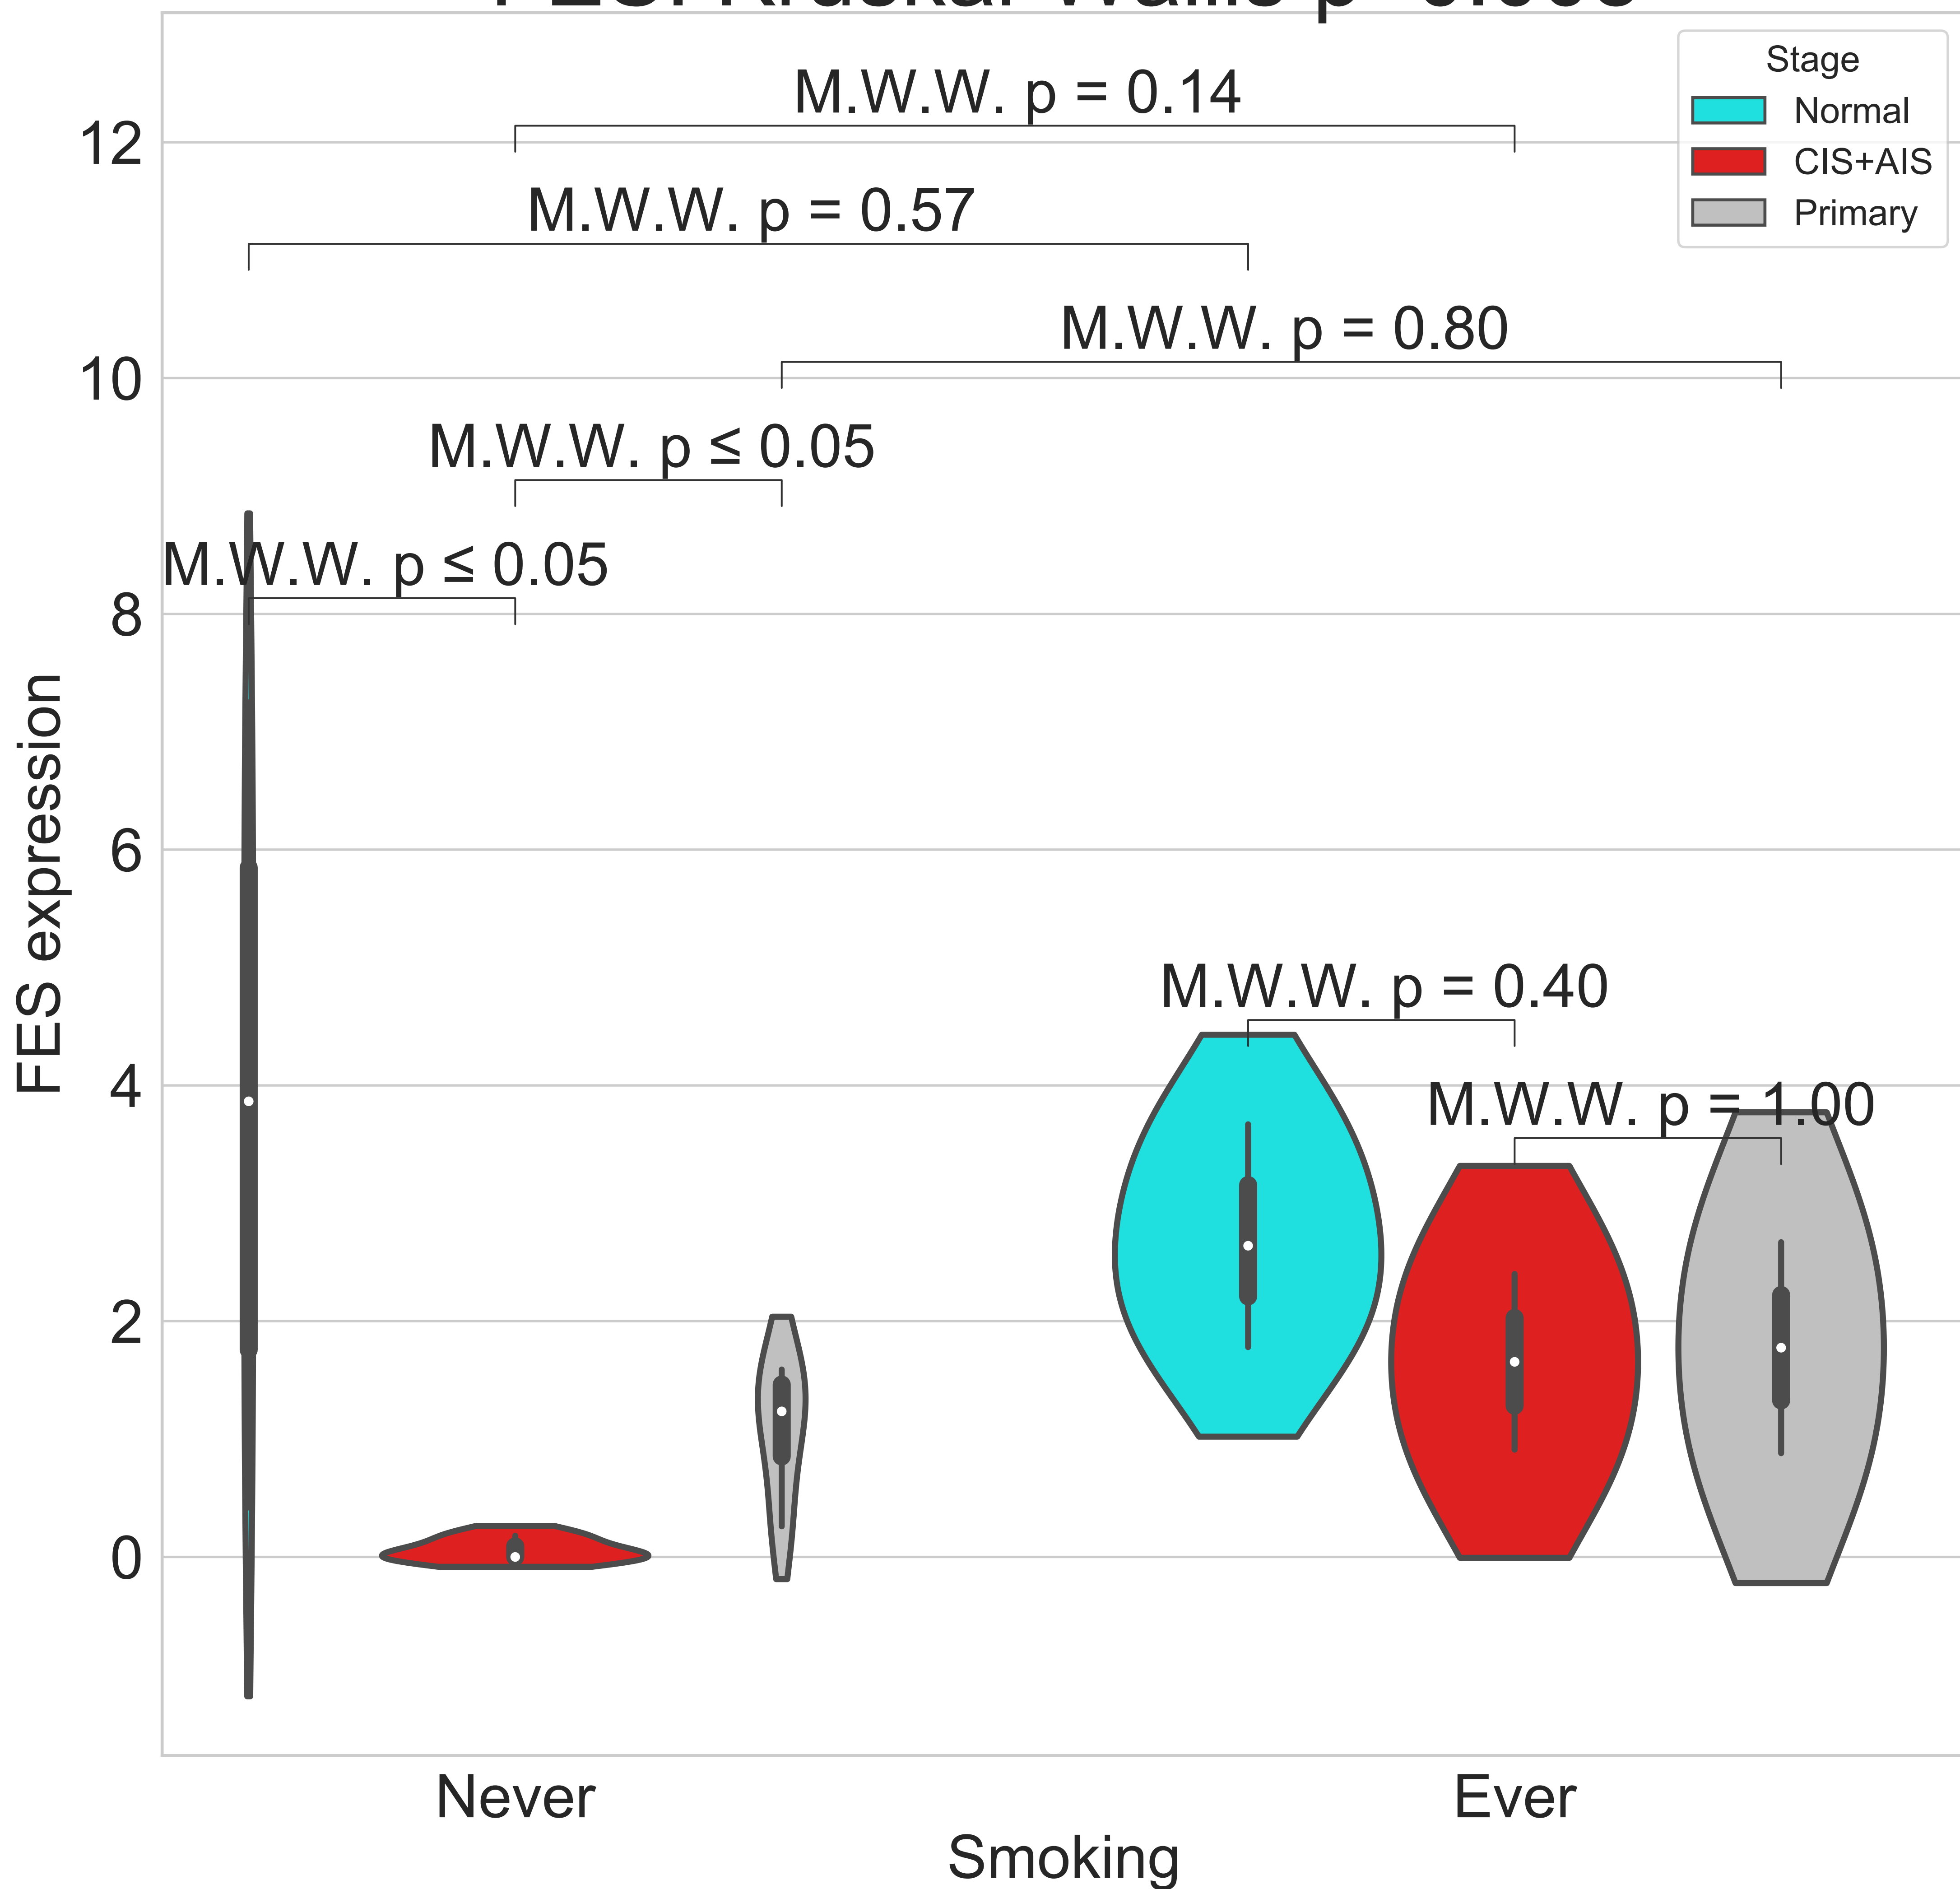 Stage
Normal
CIS+AIS
Primary
M.W.W. p = 0.14
M.W.W. p = 0.57
M.W.W. p = 0.80
M.W.W. p ≤ 0.05
M.W.W. p ≤ 0.05
M.W.W. p = 0.40
M.W.W. p = 1.00
12
10
8
6
4
2
0
FES expression
Never
Ever
Smoking